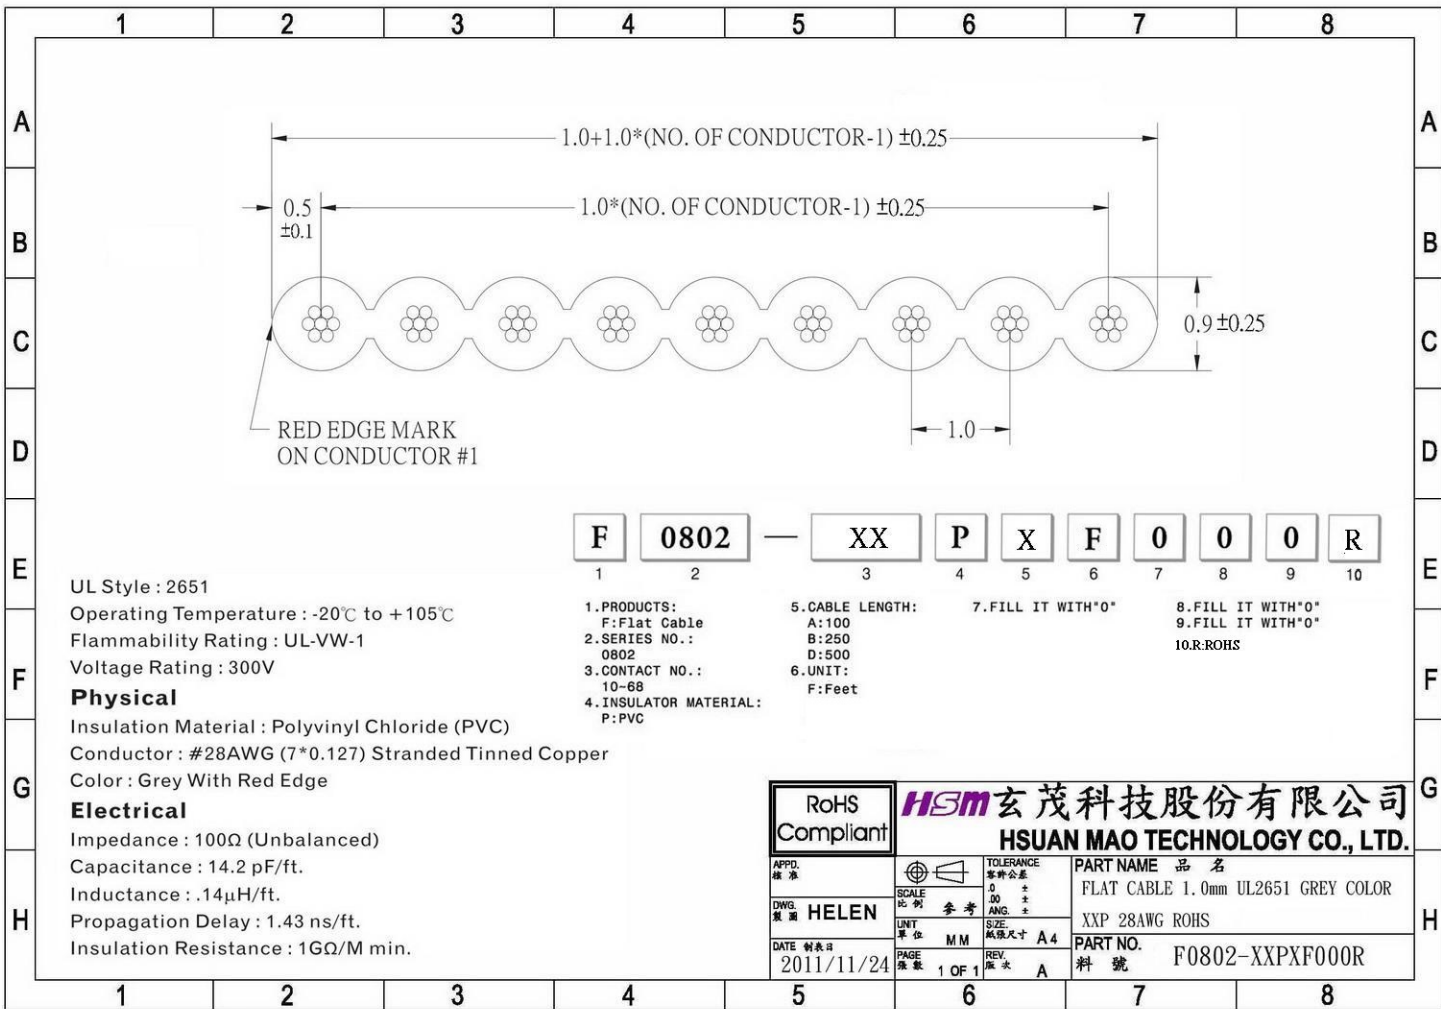 1 2 3 4 5 6 7 8
A A
B B
C C
D D
E E
F F
G G
H H
1.0+1.0*(NO. OF CONDUCTOR-1) ±0.25
0.5
±0.1
1.0*(NO. OF CONDUCTOR-1) ±0.25
0.9 ±0.25
1.0
RED EDGE MARK
ON CONDUCTOR #1
F 0802 — XX P X F 0 0 0 R
1 2 3 4 5 6 7 8 9 10
1.PRODUCTS:
F:Flat Cable
2.SERIES NO.:
0802
3.CONTACT NO.:
10~68
4.INSULATOR MATERIAL:
P:PVC
5.CABLE LENGTH:
A:100
B:250
D:500
6.UNIT:
F:Feet
7.FILL IT WITH"0"
8.FILL IT WITH"0"
9.FILL IT WITH"0"
10.R:ROHS
UL Style : 2651
Operating Temperature : -20℃ to +105℃
Flammability Rating : UL-VW-1
Voltage Rating : 300V
Physical
Insulation Material : Polyvinyl Chloride (PVC)
Conductor : #28AWG (7*0.127) Stranded Tinned Copper
Color : Grey With Red Edge
Electrical
Impedance : 100Ω (Unbalanced)
Capacitance : 14.2 pF/ft.
Inductance : .14μH/ft.
Propagation Delay : 1.43 ns/ft.
Insulation Resistance : 1GΩ/M min.
RoHS
Compliant
HSM 玄茂科技股份有限公司
HSUAN MAO TECHNOLOGY CO., LTD.
APPD.
核准
DWG.
製圖 HELEN
DATE 制表日
2011/11/24
SCALE
比例 參考
UNIT
單位 MM
PAGE
張數 1 OF 1
TOLERANCE
容許公差
.0 ±
.00 ±
ANG. ±
SIZE.
紙張尺寸 A4
REV.
版次 A
PART NAME 品名
FLAT CABLE 1.0mm UL2651 GREY COLOR
XXP 28AWG ROHS
PART NO.
料號 F0802-XXPXF000R
1 2 3 4 5 6 7 8